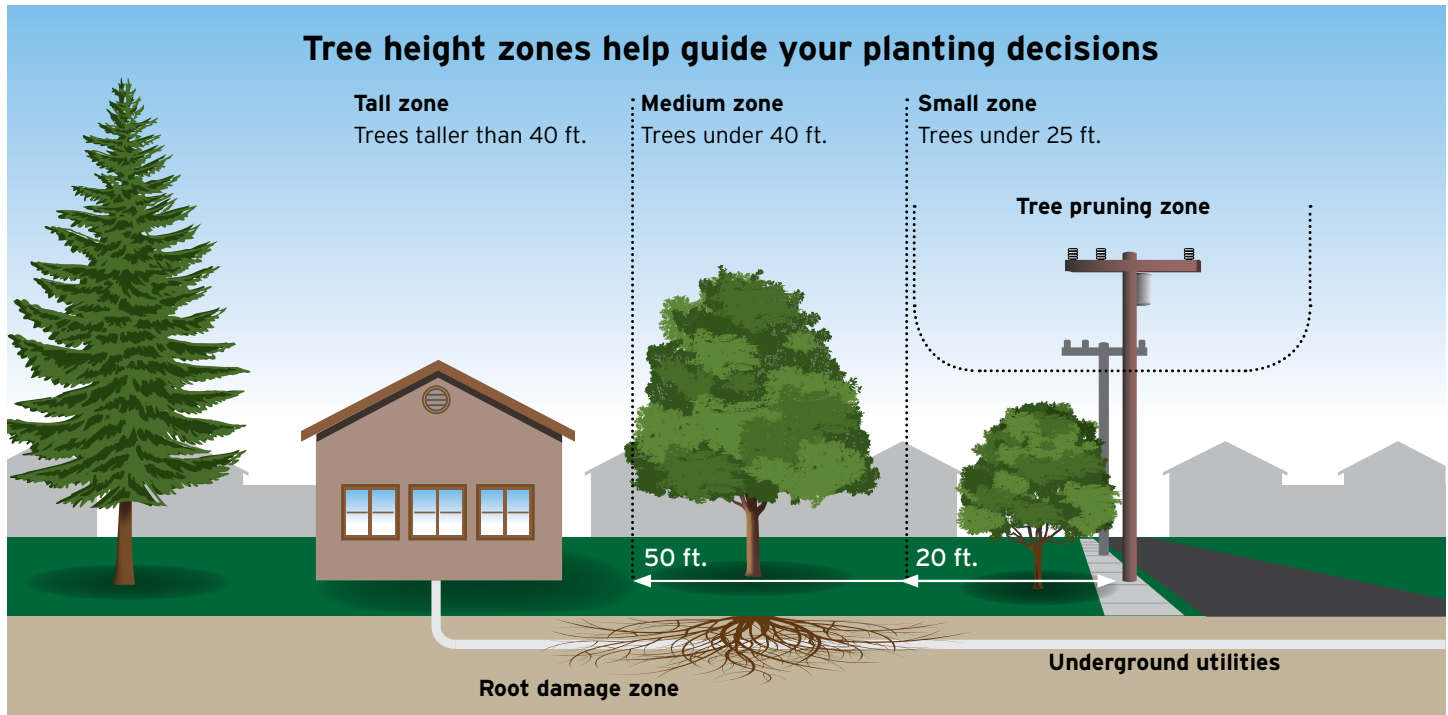 Tree height zones help guide your planting decisions
Tall zone
Trees taller than 40 ft.
Medium zone
Trees under 40 ft.
Small zone
Trees under 25 ft.
Tree pruning zone
50 ft.
20 ft.
Underground utilities
Root damage zone